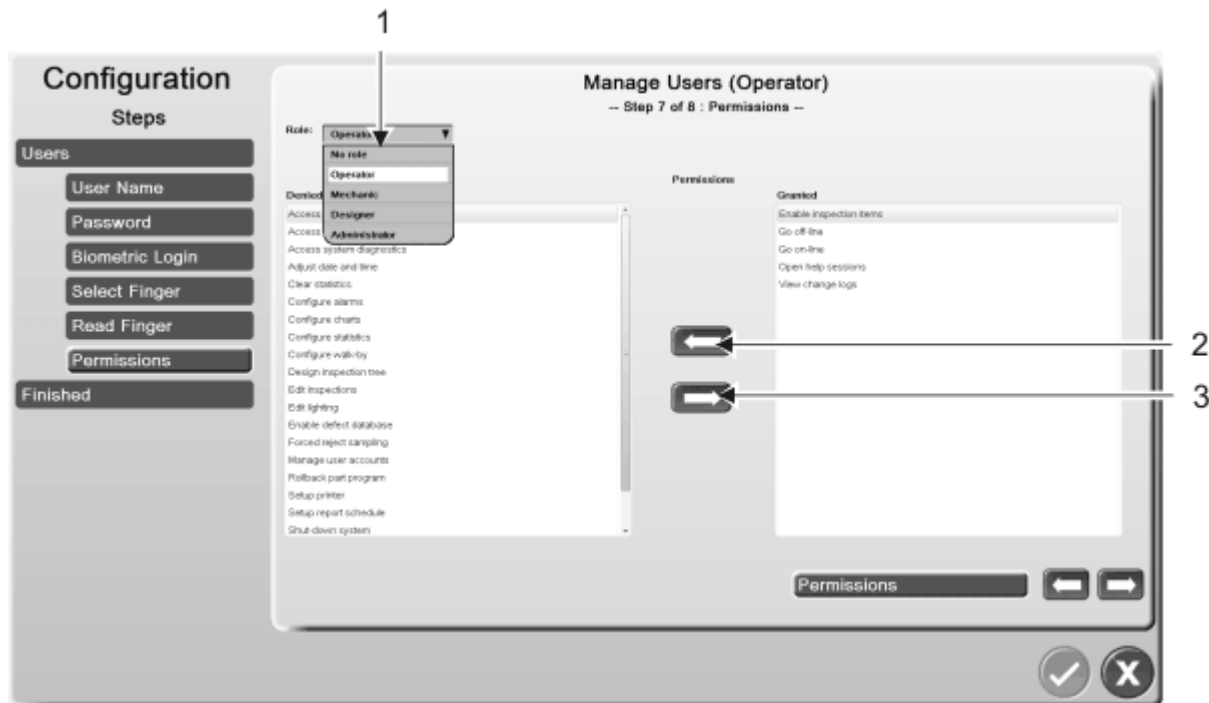 1
Configuration
Steps
Users
User Name
Password
Biometric Login
Select Finger
Read Finger
Permissions
Finished
Manage Users (Operator)
-- Step 7 of 8 : Permissions --
Role:
Operator
No role
Operator
Mechanic
Designer
Administrator
Permissions
Denied
Access
Access
Access system diagnostics
Adjust date and time
Clear statistics
Configure alarms
Configure charts
Configure statistics
Configure walk-by
Design inspection tree
Edit inspections
Edit lighting
Enable defect database
Forced reject sampling
Manage user accounts
Rollback part program
Setup printer
Setup report schedule
Shut-down system
Granted
Enable inspection items
Go off-line
Go on-line
Open help sessions
View change logs
2
3
Permissions